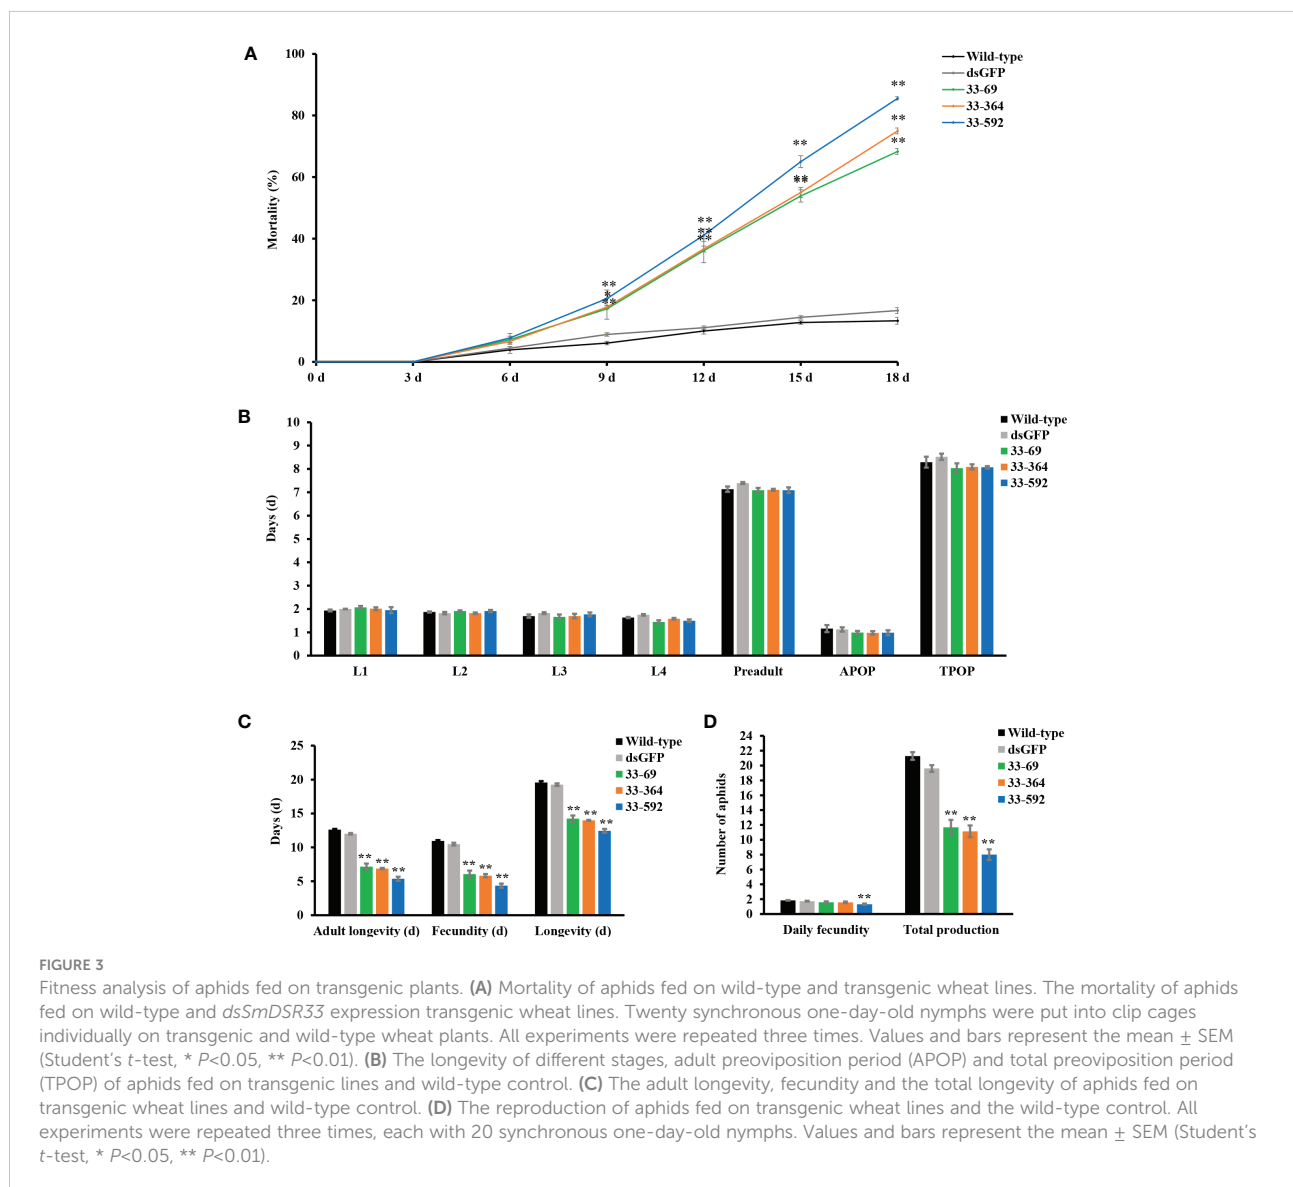 A
100
80
60
40
20
0
Mortality (%)
0 d
3 d
6 d
9 d
12 d
15 d
18 d
**
*
**
**
**
**
**
**
**
**
**
Wild-type
dsGFP
33-69
33-364
33-592
B
10
9
8
7
6
5
4
3
2
1
0
Days (d)
L1
L2
L3
L4
Preadult
APOP
TPOP
Wild-type
dsGFP
33-69
33-364
33-592
C
25
20
15
10
5
0
Days (d)
** ** **
** ** **
** ** **
Adult longevity (d)
Fecundity (d)
Longevity (d)
Wild-type
dsGFP
33-69
33-364
33-592
D
24
22
20
18
16
14
12
10
8
6
4
2
0
Number of aphids
**
** ** **
Daily fecundity
Total production
Wild-type
dsGFP
33-69
33-364
33-592
FIGURE 3
Fitness analysis of aphids fed on transgenic plants. (A) Mortality of aphids fed on wild-type and transgenic wheat lines. The mortality of aphids
fed on wild-type and dsSmDSR33 expression transgenic wheat lines. Twenty synchronous one-day-old nymphs were put into clip cages
individually on transgenic and wild-type wheat plants. All experiments were repeated three times. Values and bars represent the mean ± SEM
(Student's t-test, * P<0.05, ** P<0.01). (B) The longevity of different stages, adult preoviposition period (APOP) and total preoviposition period
(TPOP) of aphids fed on transgenic lines and wild-type control. (C) The adult longevity, fecundity and the total longevity of aphids fed on
transgenic wheat lines and wild-type control. (D) The reproduction of aphids fed on transgenic wheat lines and the wild-type control. All
experiments were repeated three times, each with 20 synchronous one-day-old nymphs. Values and bars represent the mean ± SEM (Student's
t-test, * P<0.05, ** P<0.01).